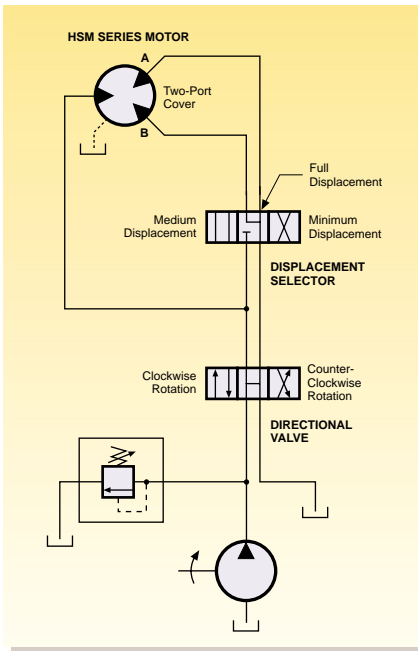 HSM SERIES MOTOR
A
Two-Port
Cover
B
Full
Displacement
Medium
Displacement
Minimum
Displacement
DISPLACEMENT
SELECTOR
Clockwise
Rotation
Counter-
Clockwise
Rotation
DIRECTIONAL
VALVE